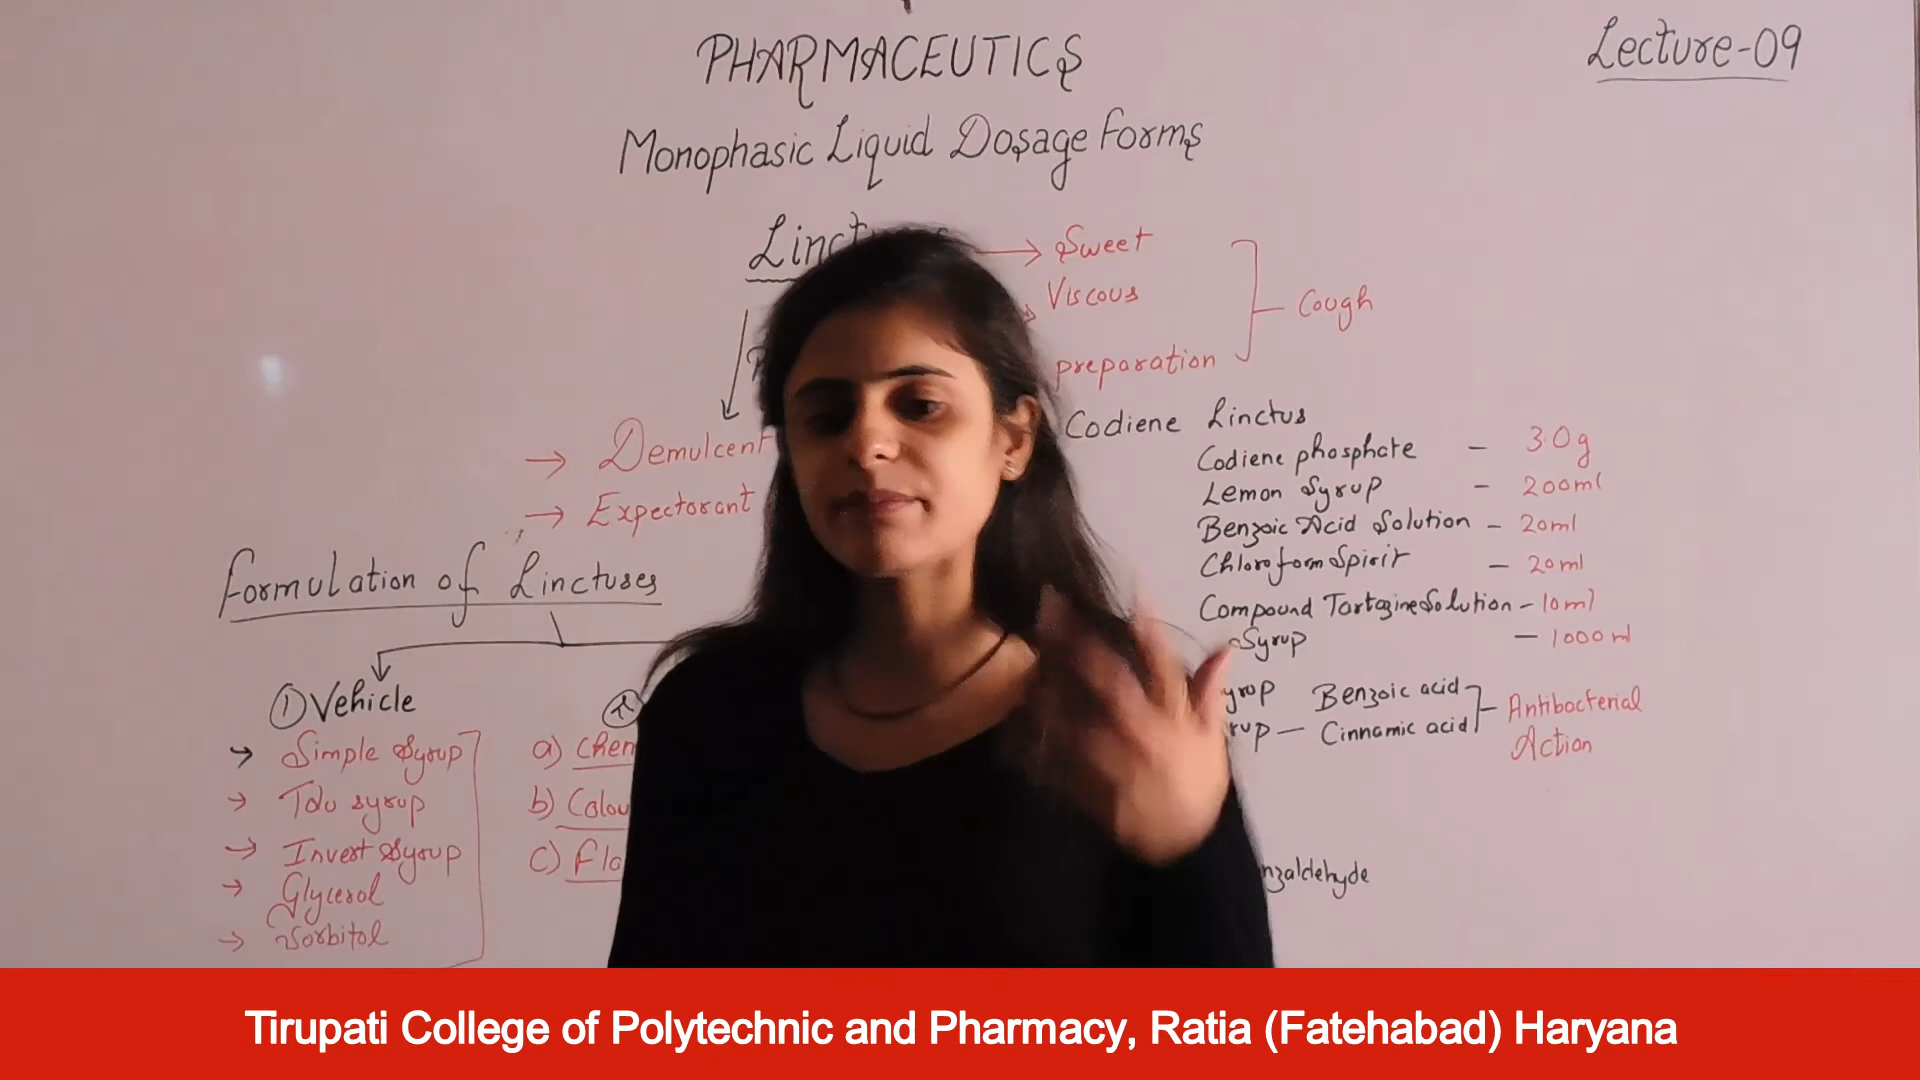 PHARMACEUTICS
Lecture-09
Monophasic Liquid Dosage Forms
Sweet
Viscous
preparation
Cough
Demulcent
Expectorant
Codiene Linctus
Codiene phosphate - 3.0g
Lemon Syrup - 200ml
Benzoic Acid Solution - 20ml
Chloroform Spirit - 20ml
Compound Tartazine Solution - 10ml
Syrup - 1000ml
Benzoic acid
Cinnamic acid
Antibacterial
Action
Formulation of Linctuses
① Vehicle
Simple Syrup
Tolu syrup
Invert Syrup
Glycerol
Sorbitol
a)
b)
c)
Tirupati College of Polytechnic and Pharmacy, Ratia (Fatehabad) Haryana